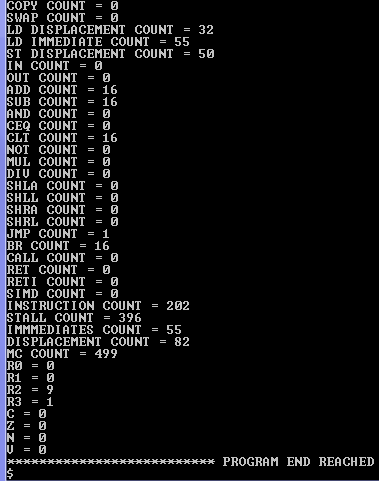 COPY COUNT = 0
SWAP COUNT = 0
LD DISPLACEMENT COUNT = 32
LD IMMEDIATE COUNT = 55
ST DISPLACEMENT COUNT = 50
IN COUNT = 0
OUT COUNT = 0
ADD COUNT = 16
SUB COUNT = 16
AND COUNT = 0
CEQ COUNT = 0
CLT COUNT = 16
NOT COUNT = 0
MUL COUNT = 0
DIV COUNT = 0
SHLA COUNT = 0
SHLL COUNT = 0
SHRA COUNT = 0
SHRL COUNT = 0
JMP COUNT = 1
BR COUNT = 16
CALL COUNT = 0
RET COUNT = 0
RETI COUNT = 0
SIMD COUNT = 0
INSTRUCTION COUNT = 202
STALL COUNT = 396
IMMMEDIATES COUNT = 55
DISPLACEMENT COUNT = 82
MC COUNT = 499
R0 = 0
R1 = 0
R2 = 9
R3 = 1
C = 0
Z = 0
N = 0
V = 0
************************** PROGRAM END REACHED
$